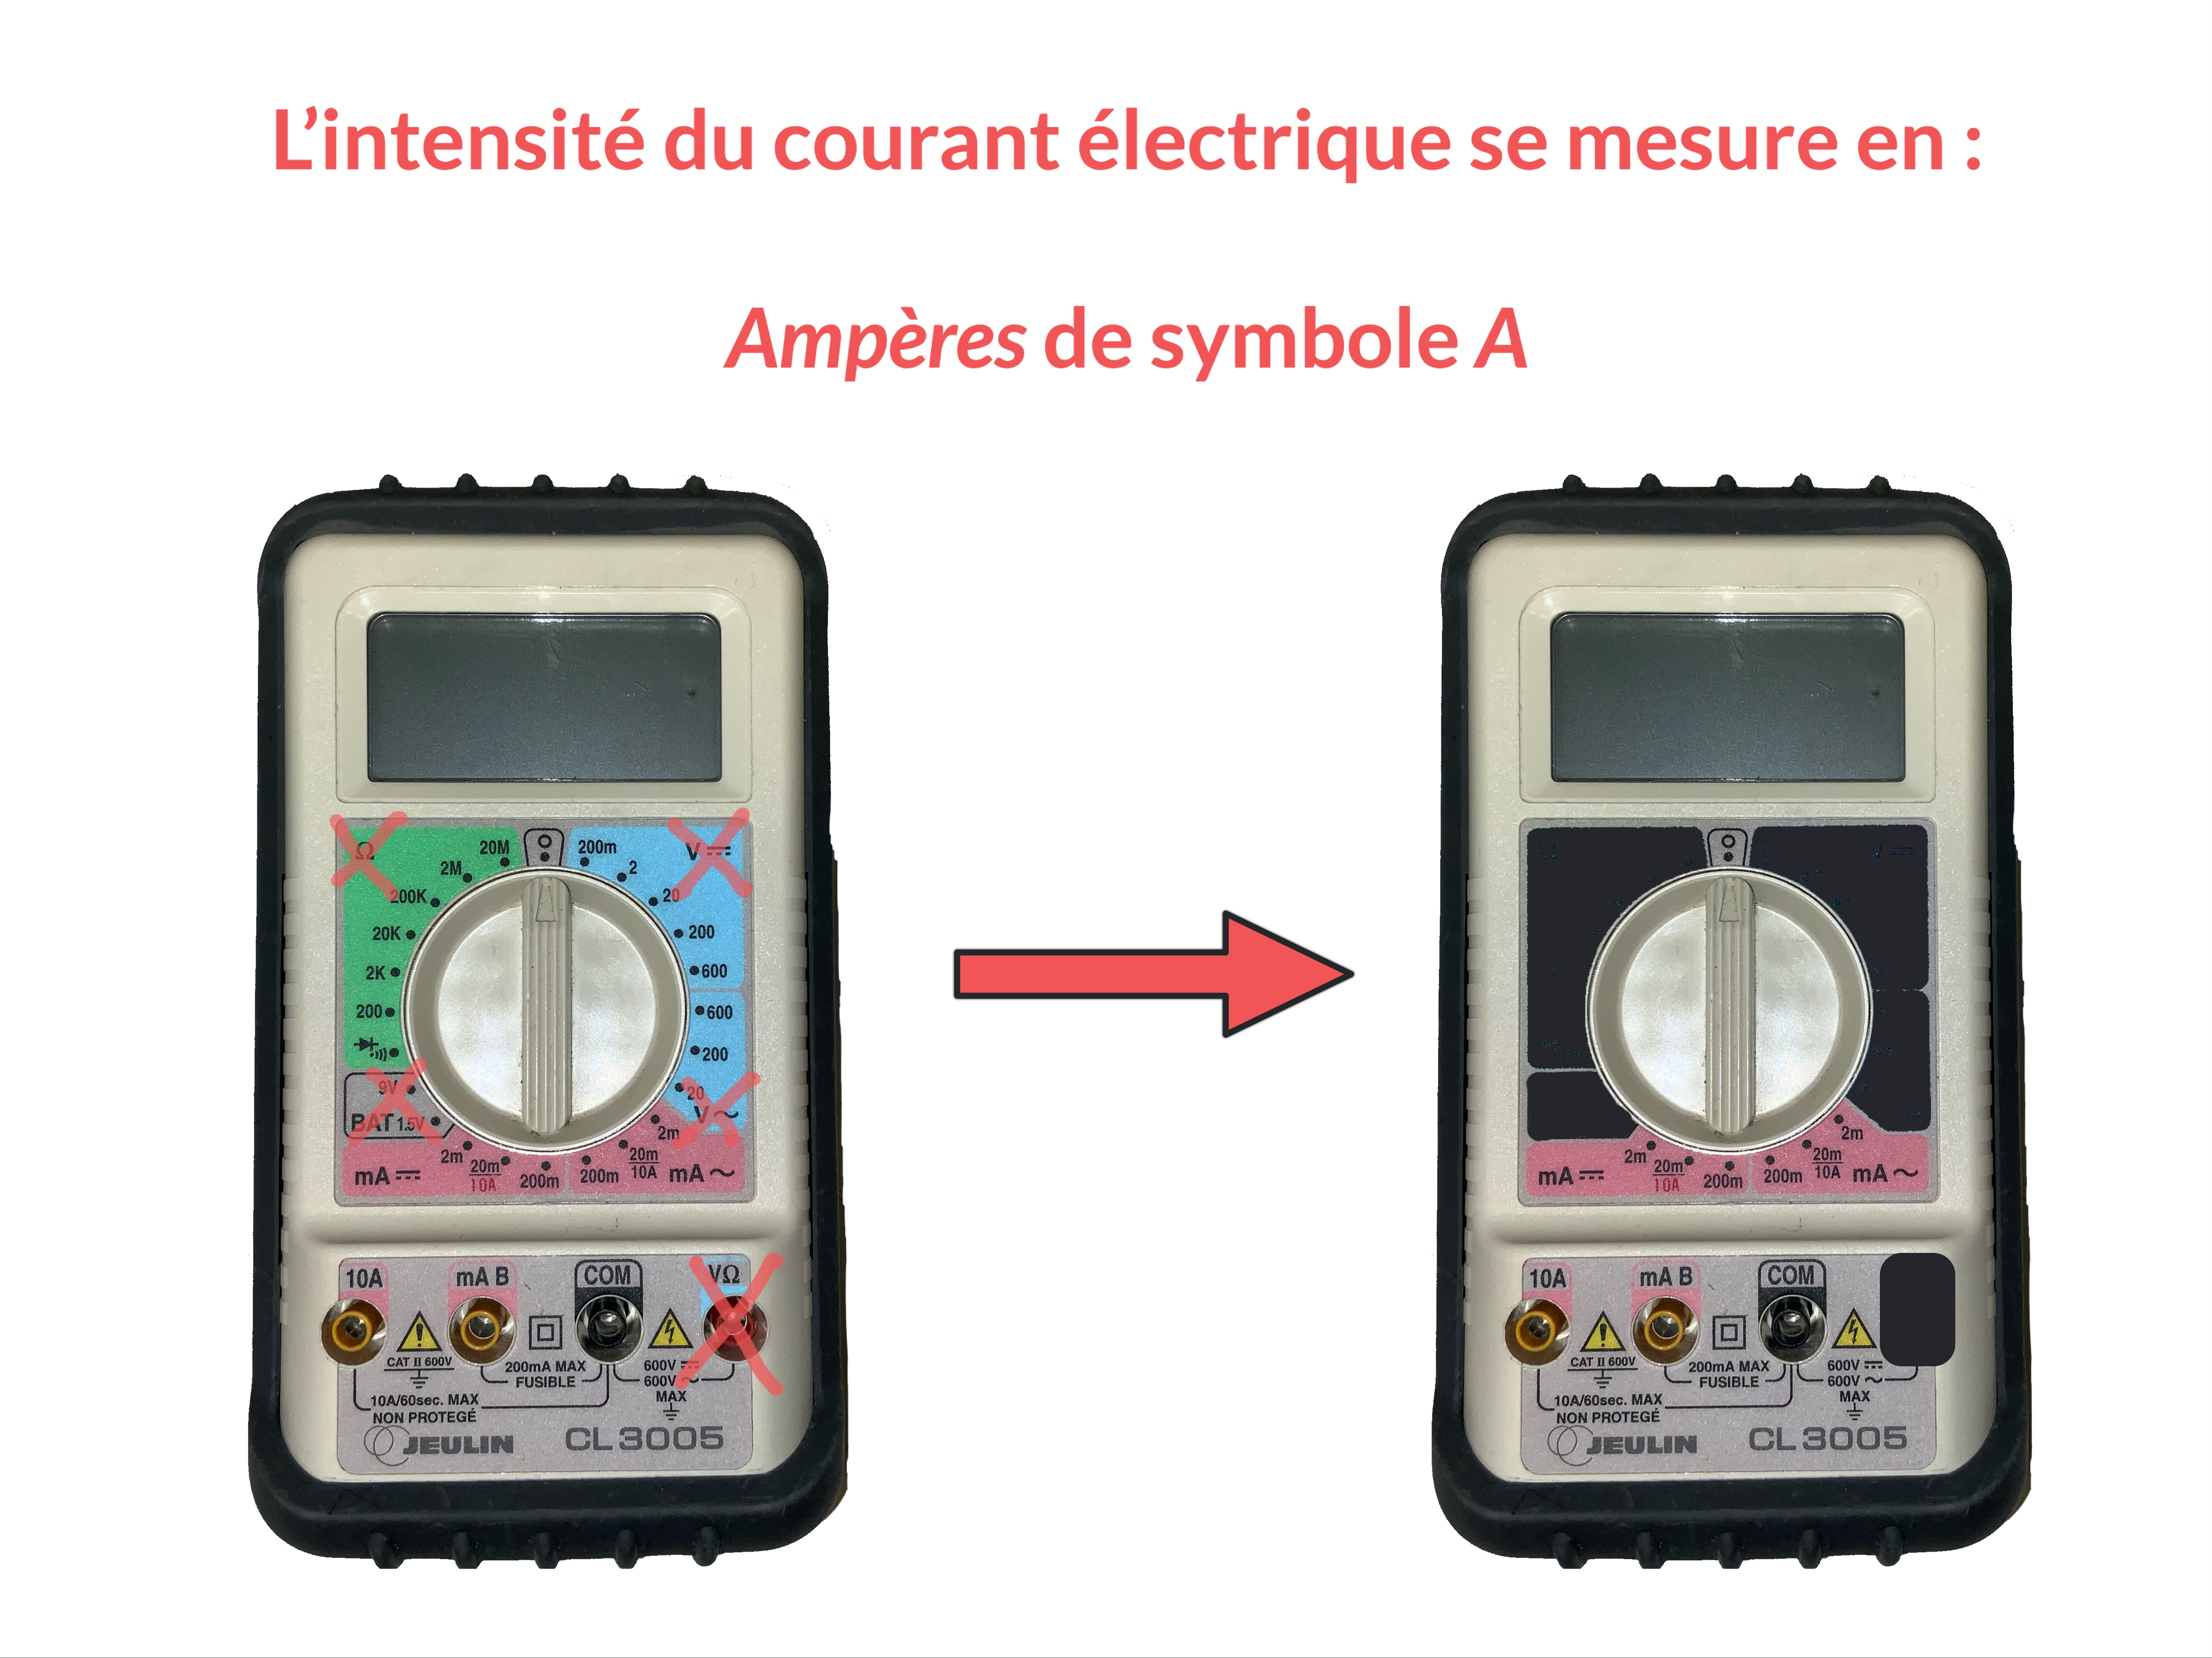 L’intensité du courant électrique se mesure en :
Ampères de symbole A
Ω
20M
2M
200K
20K
2K
200
200m
2
20
200
600
V
600
200
20
V ~
9V
BAT 1.5V
mA
2m
20m
10A
200m
200m
20m
10A
2m
mA ~
10A
mA B
COM
VΩ
CAT II 600V
200mA MAX
FUSIBLE
600V
600V ~
MAX
10A/60sec. MAX
NON PROTEGÉ
JEULIN
CL 3005
mA
2m
20m
10A
200m
200m
20m
10A
2m
mA ~
10A
mA B
COM
CAT II 600V
200mA MAX
FUSIBLE
600V
600V ~
MAX
10A/60sec. MAX
NON PROTEGÉ
JEULIN
CL 3005